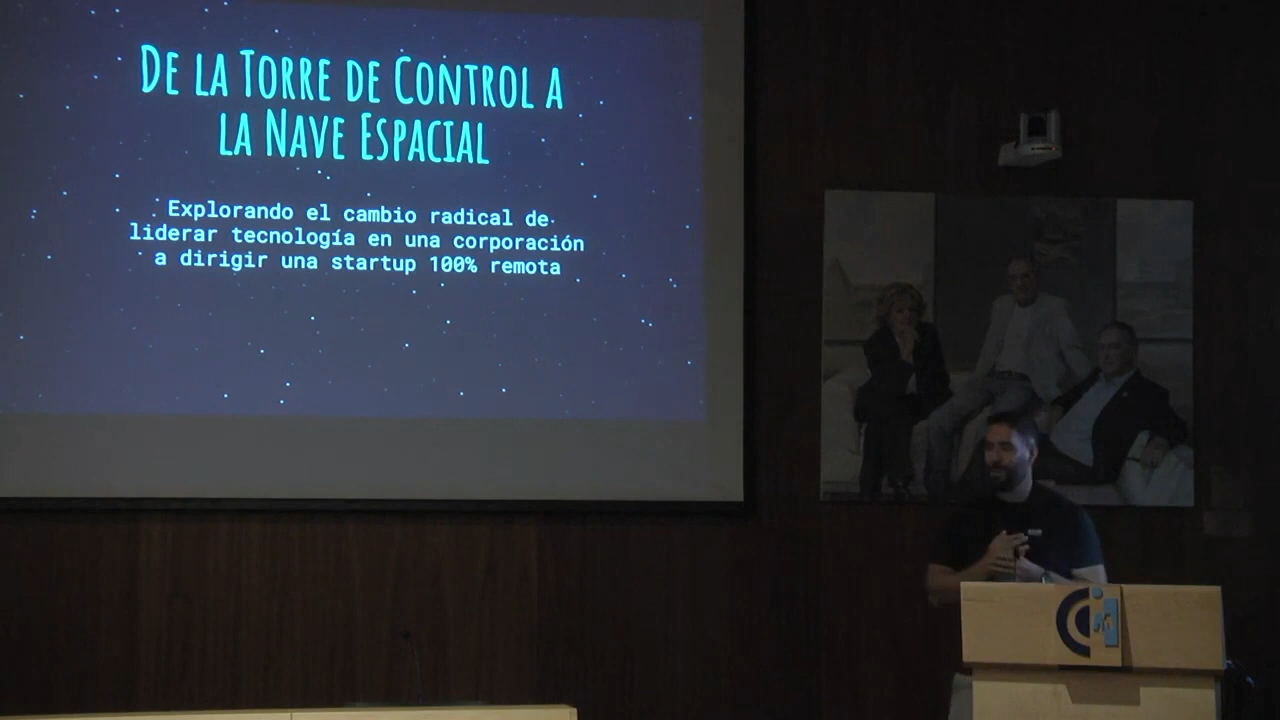 De la Torre de Control a
la Nave Espacial
Explorando el cambio radical de
liderar tecnología en una corporación
a dirigir una startup 100% remota